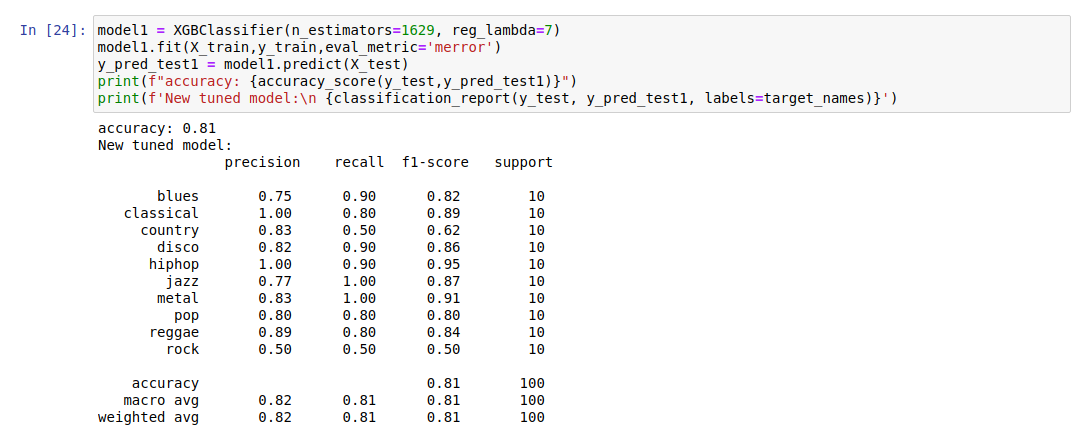 In [24]: model1 = XGBClassifier(n_estimators=1629, reg_lambda=7)
model1.fit(X_train,y_train,eval_metric='merror')
y_pred_test1 = model1.predict(X_test)
print(f"accuracy: {accuracy_score(y_test,y_pred_test1)}")
print(f'New tuned model:\n {classification_report(y_test, y_pred_test1, labels=target_names)}')
accuracy: 0.81
New tuned model:
precision recall f1-score support
blues 0.75 0.90 0.82 10
classical 1.00 0.80 0.89 10
country 0.83 0.50 0.62 10
disco 0.82 0.90 0.86 10
hiphop 1.00 0.90 0.95 10
jazz 0.77 1.00 0.87 10
metal 0.83 1.00 0.91 10
pop 0.80 0.80 0.80 10
reggae 0.89 0.80 0.84 10
rock 0.50 0.50 0.50 10
accuracy 0.81 100
macro avg 0.82 0.81 0.81 100
weighted avg 0.82 0.81 0.81 100